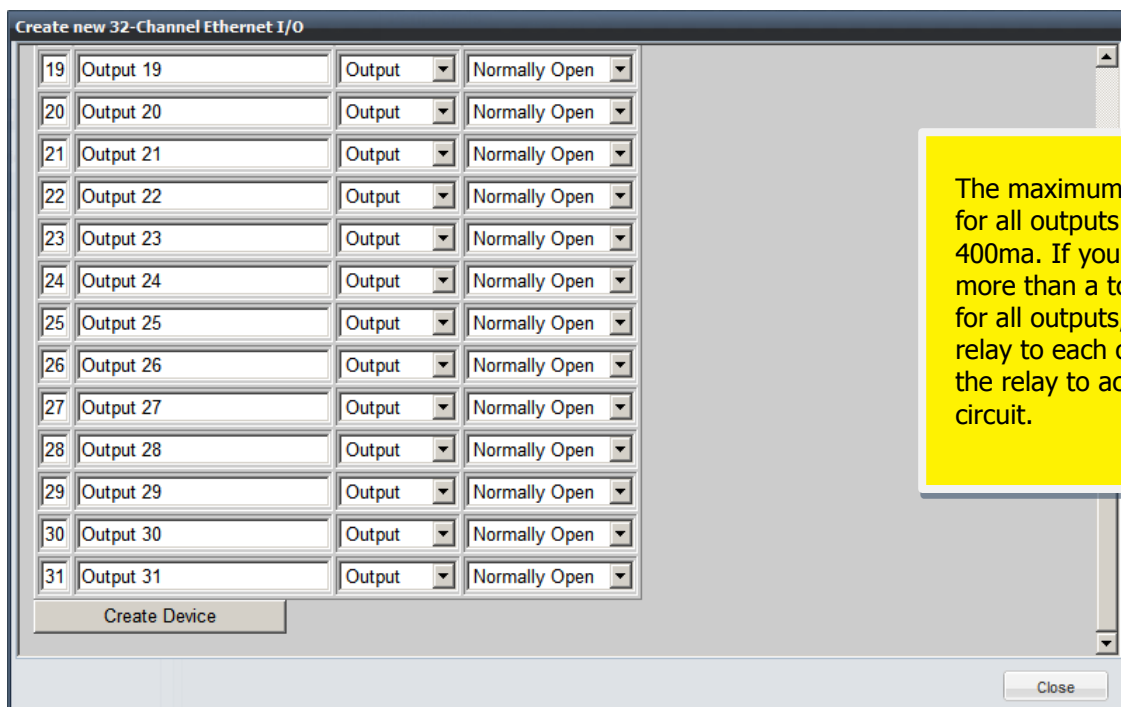 Create new 32-Channel Ethernet I/O
19 Output 19 Output Normally Open
20 Output 20 Output Normally Open
21 Output 21 Output Normally Open
22 Output 22 Output Normally Open
23 Output 23 Output Normally Open
24 Output 24 Output Normally Open
25 Output 25 Output Normally Open
26 Output 26 Output Normally Open
27 Output 27 Output Normally Open
28 Output 28 Output Normally Open
29 Output 29 Output Normally Open
30 Output 30 Output Normally Open
31 Output 31 Output Normally Open
Create Device
The maximum
for all outputs
400ma. If you
more than a
for all outputs,
relay to each
the relay to
circuit.
Close